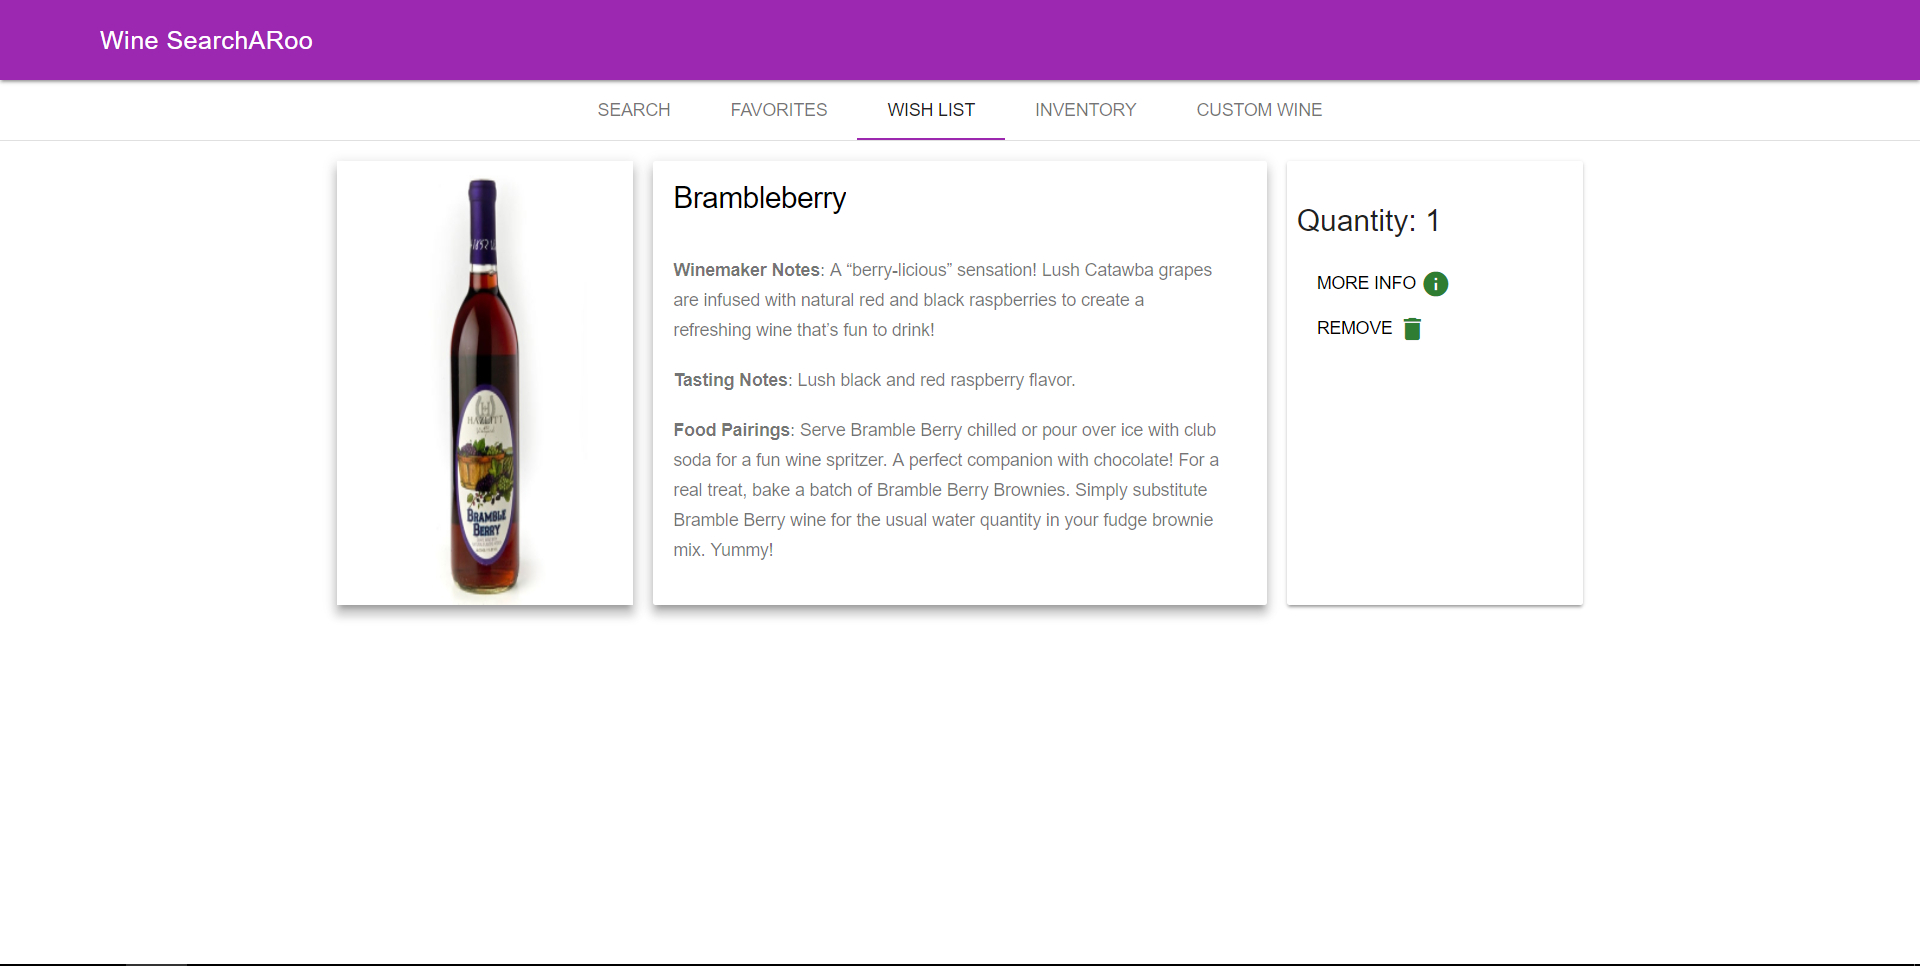 Wine SearchARoo
SEARCH FAVORITES WISH LIST INVENTORY CUSTOM WINE
1852
HAZLITT
BRAMBLE
BERRY
Brambleberry
Winemaker Notes: A “berry-licious” sensation! Lush Catawba grapes
are infused with natural red and black raspberries to create a
refreshing wine that’s fun to drink!
Tasting Notes: Lush black and red raspberry flavor.
Food Pairings: Serve Bramble Berry chilled or pour over ice with club
soda for a fun wine spritzer. A perfect companion with chocolate! For a
real treat, bake a batch of Bramble Berry Brownies. Simply substitute
Bramble Berry wine for the usual water quantity in your fudge brownie
mix. Yummy!
Quantity: 1
MORE INFO
REMOVE